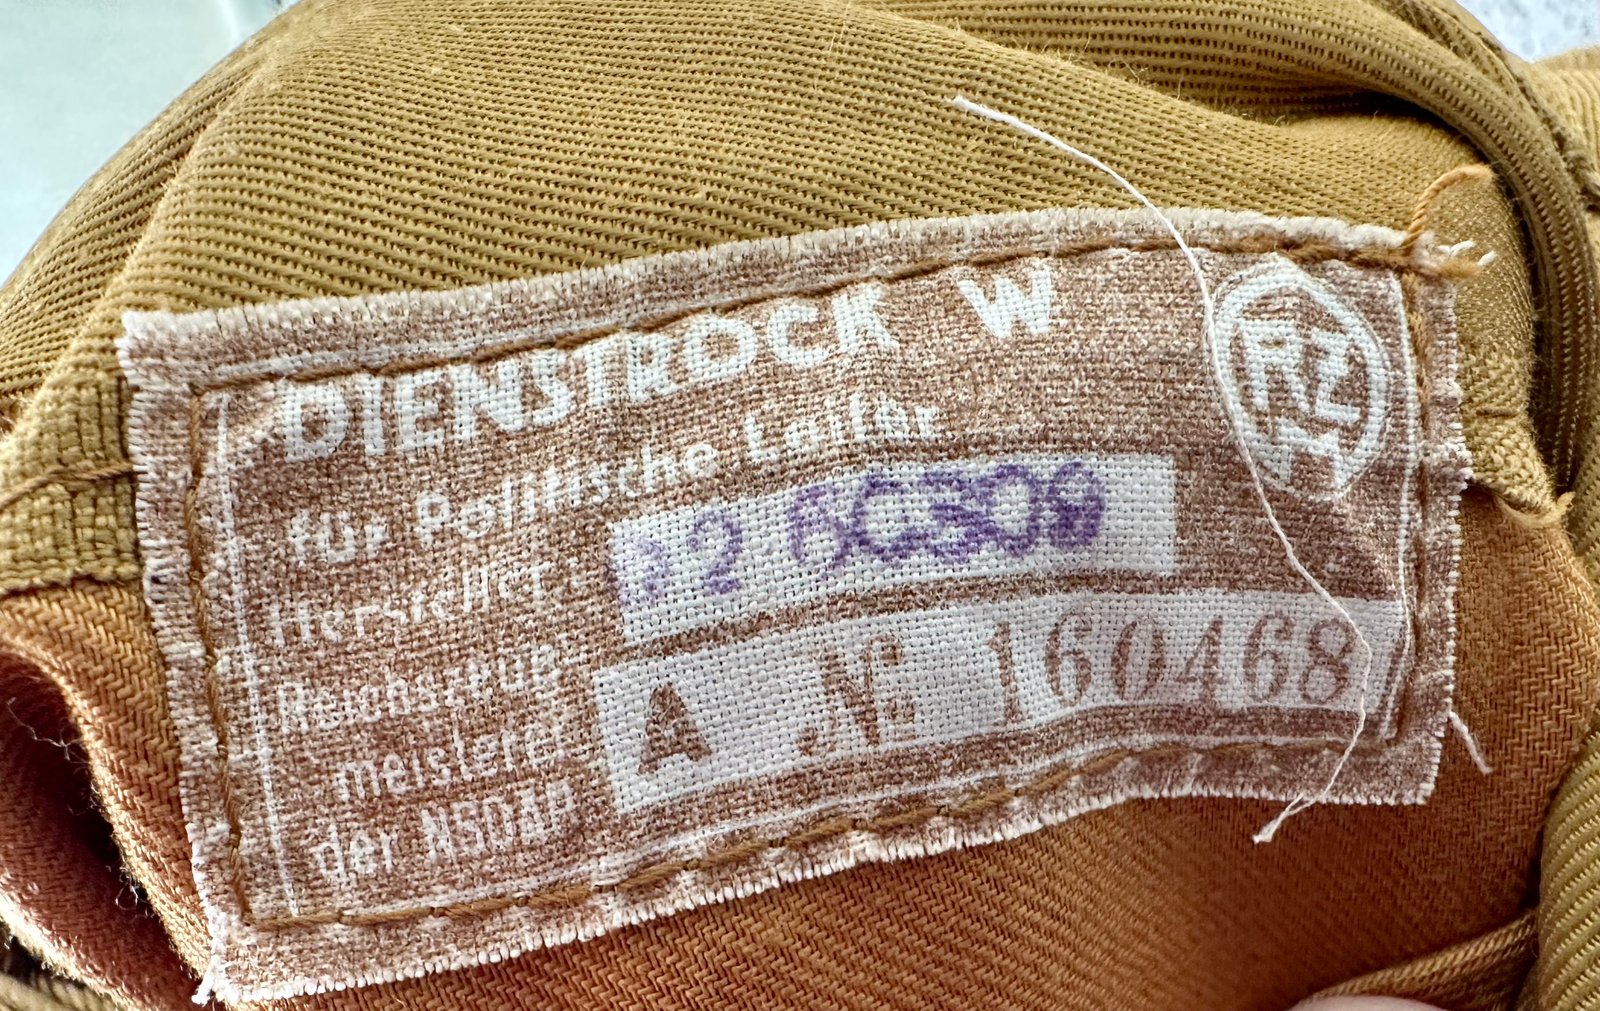 DIENSTROCK W
RZM
für Politische Leiter
Hersteller:
Reichszeug-
meisterei
der NSDAP
A № 160468